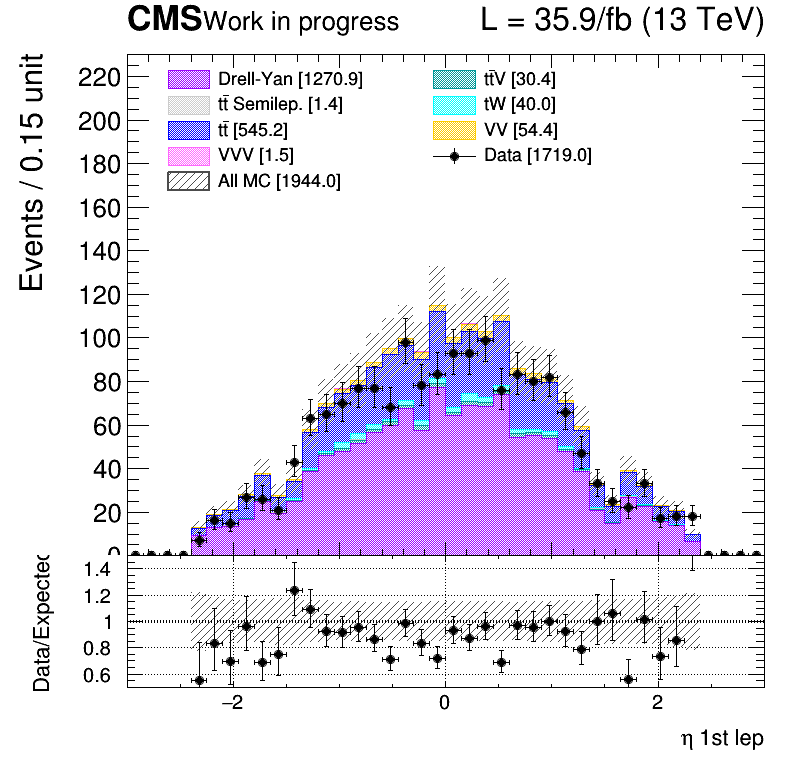 CMS Work in progress L = 35.9/fb (13 TeV)
Events / 0.15 unit
220
200
180
160
140
120
100
80
60
40
20
0
Drell-Yan [1270.9]
tt̄ Semilep. [1.4]
tt̄ [545.2]
VVV [1.5]
All MC [1944.0]
tt̄V [30.4]
tW [40.0]
VV [54.4]
Data [1719.0]
Data/Expected
1.4
1.2
1
0.8
0.6
−2 0 2
η 1st lep